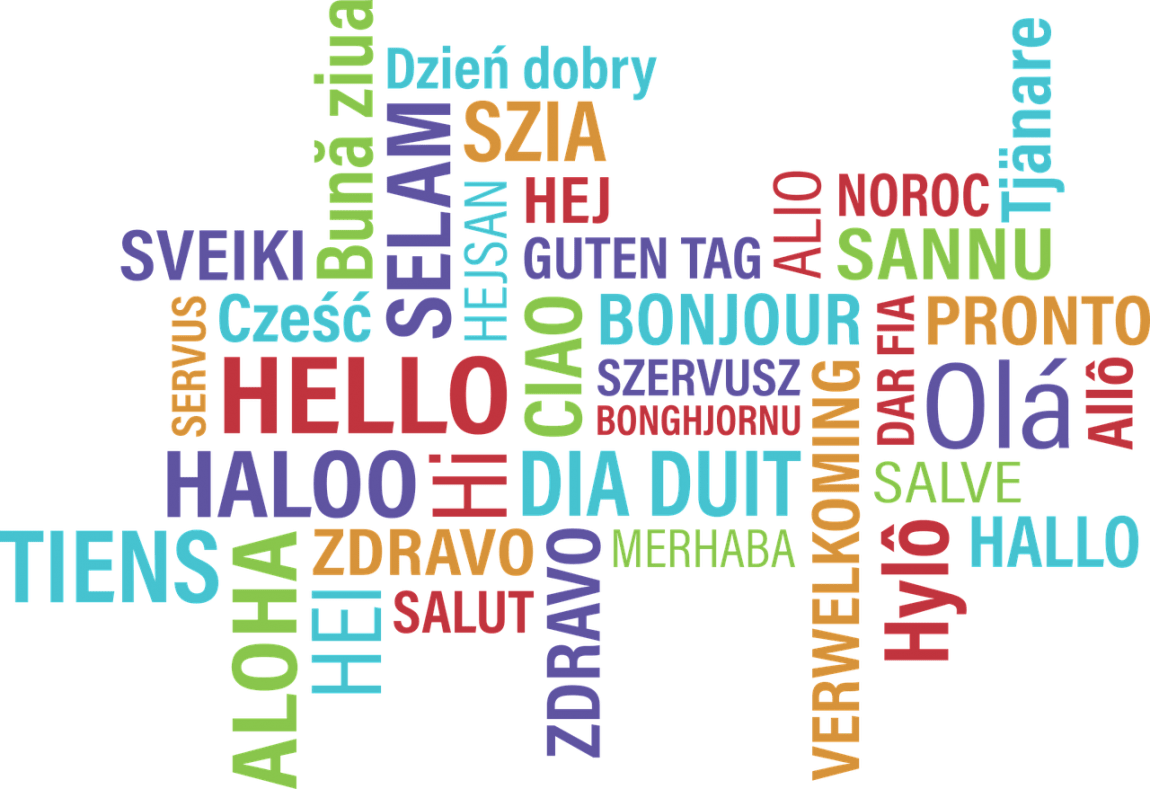 Bună ziua
Dzień dobry
Tjänare
SELAM
SZIA
HEJ
HEJSAN
ALIO
NOROC
SVEIKI
GUTEN TAG
SANNU
SERVUS
Cześć
CIAO
BONJOUR
DAR FIA
PRONTO
HELLO
SZERVUSZ
BONGHJORNU
VERWELKOMING
Olá
Allô
HALOO
Hi
DIA DUIT
SALVE
TIENS
ALOHA
ZDRAVO
ZDRAVO
MERHABA
Hylô
HALLO
HEI
SALUT